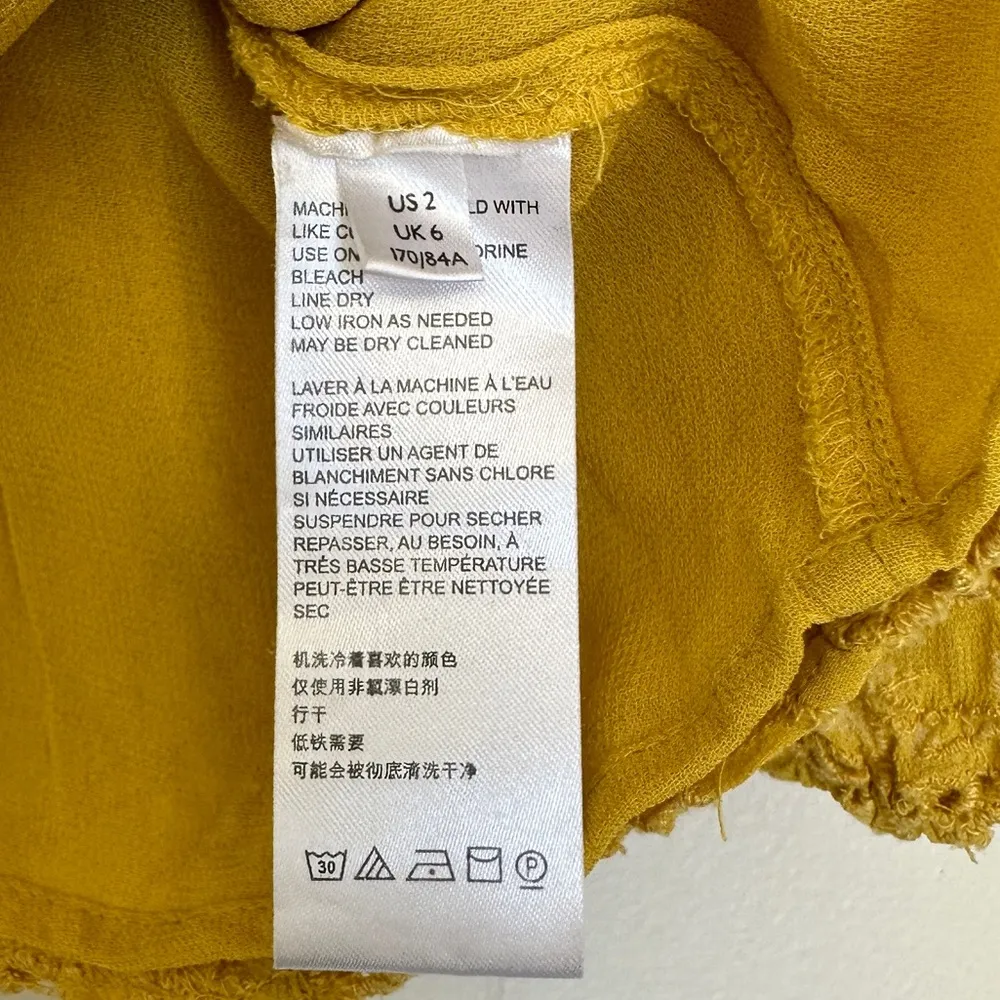 US 2
UK 6
170/84A
LD WITH
LIKE
USE ON ORINE
BLEACH
LINE DRY
LOW IRON AS NEEDED
MAY BE DRY CLEANED
LAVER À LA MACHINE À L'EAU
FROIDE AVEC COULEURS
SIMILAIRES
UTILISER UN AGENT DE
BLANCHIMENT SANS CHLORE
SI NÉCESSAIRE
SUSPENDRE POUR SECHER
REPASSER, AU BESOIN, À
TRÉS BASSE TEMPÉRATURE
PEUT-ÊTRE ÊTRE NETTOYÉE
SEC
机洗冷着喜欢的颜色
仅使用非氯漂白剂
行干
低铁需要
可能会被彻底清洗干净
30
P